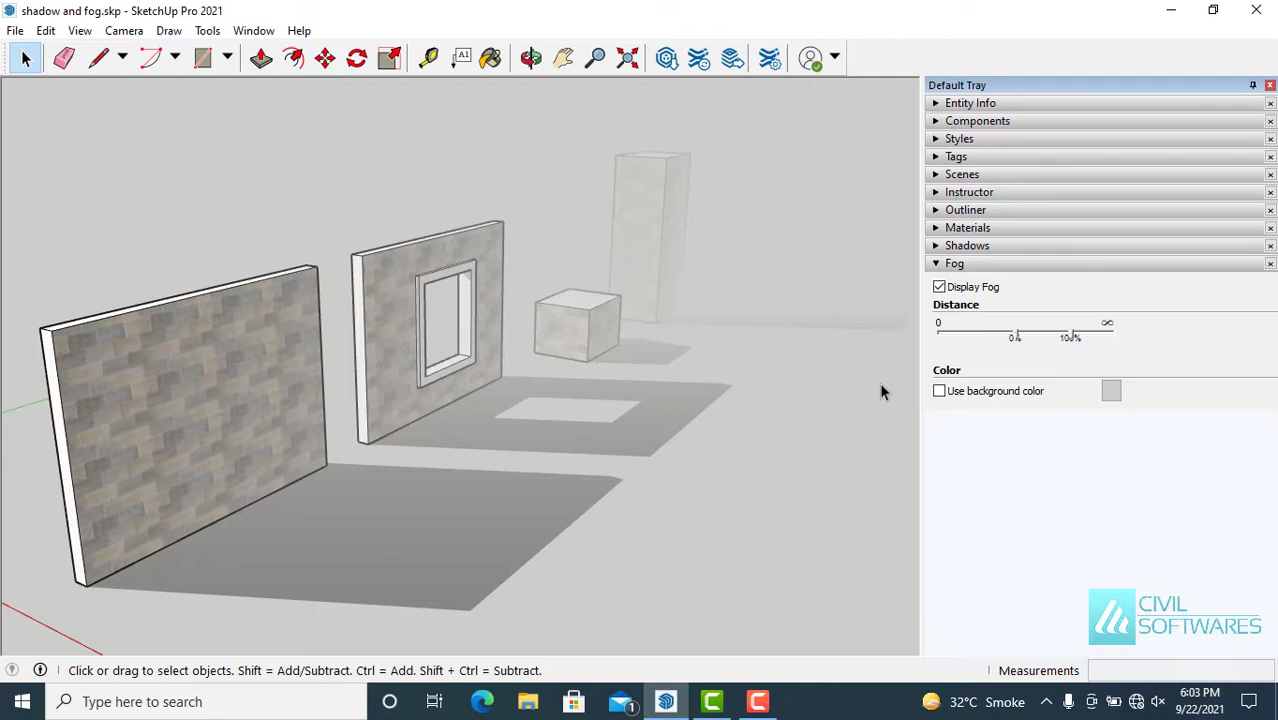 shadow and fog.skp - SketchUp Pro 2021
File Edit View Camera Draw Tools Window Help
A1
Default Tray
Entity Info
Components
Styles
Tags
Scenes
Instructor
Outliner
Materials
Shadows
Fog
Display Fog
Distance
0 ∞
0% 100%
Color
Use background color
CIVIL
SOFTWARES
Click or drag to select objects. Shift = Add/Subtract. Ctrl = Add. Shift + Ctrl = Subtract. Measurements
Type here to search 1 32°C Smoke 6:03 PM
9/22/2021